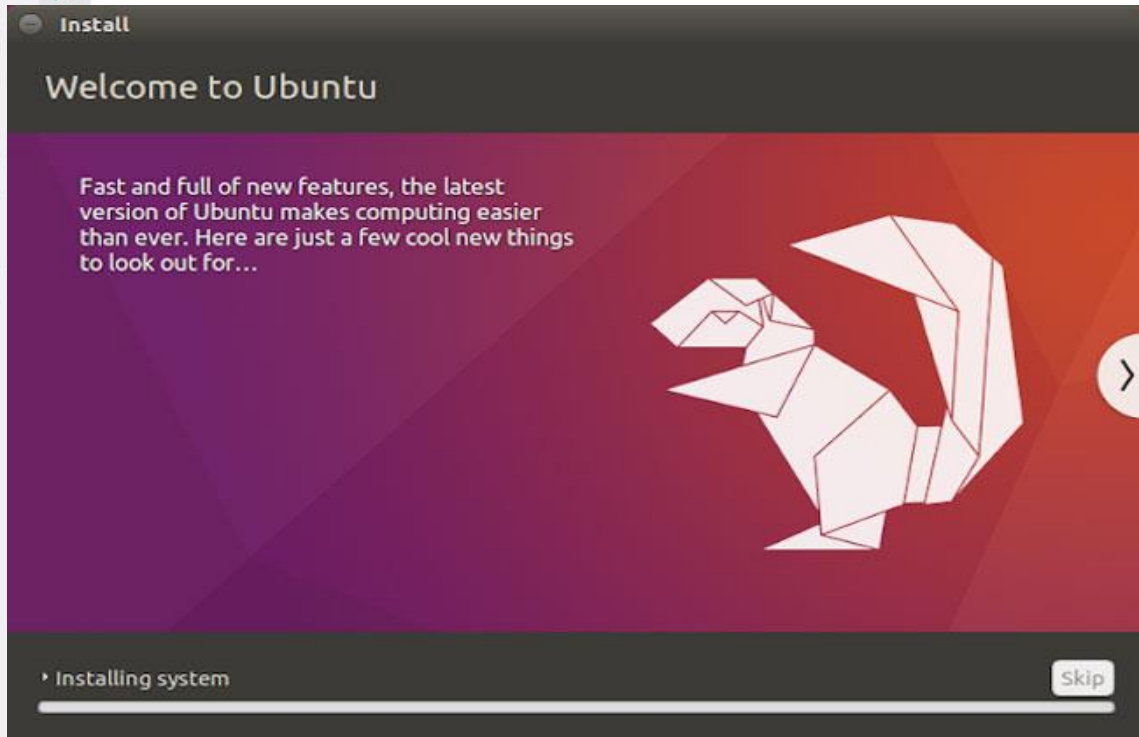 Install
Welcome to Ubuntu
Fast and full of new features, the latest
version of Ubuntu makes computing easier
than ever. Here are just a few cool new things
to look out for…
Installing system
Skip